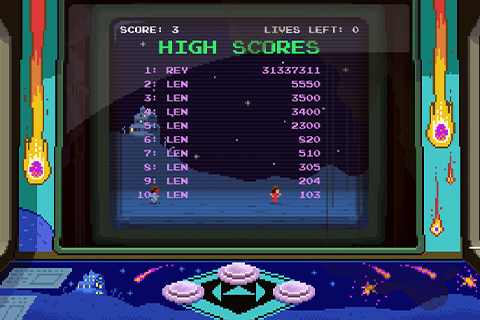 SCORE: 3 LIVES LEFT: 0
HIGH SCORES
1: REY 31337311
2: LEN 5550
3: LEN 3500
4: LEN 3400
5: LEN 2300
6: LEN 820
7: LEN 510
8: LEN 305
9: LEN 204
10: LEN 103